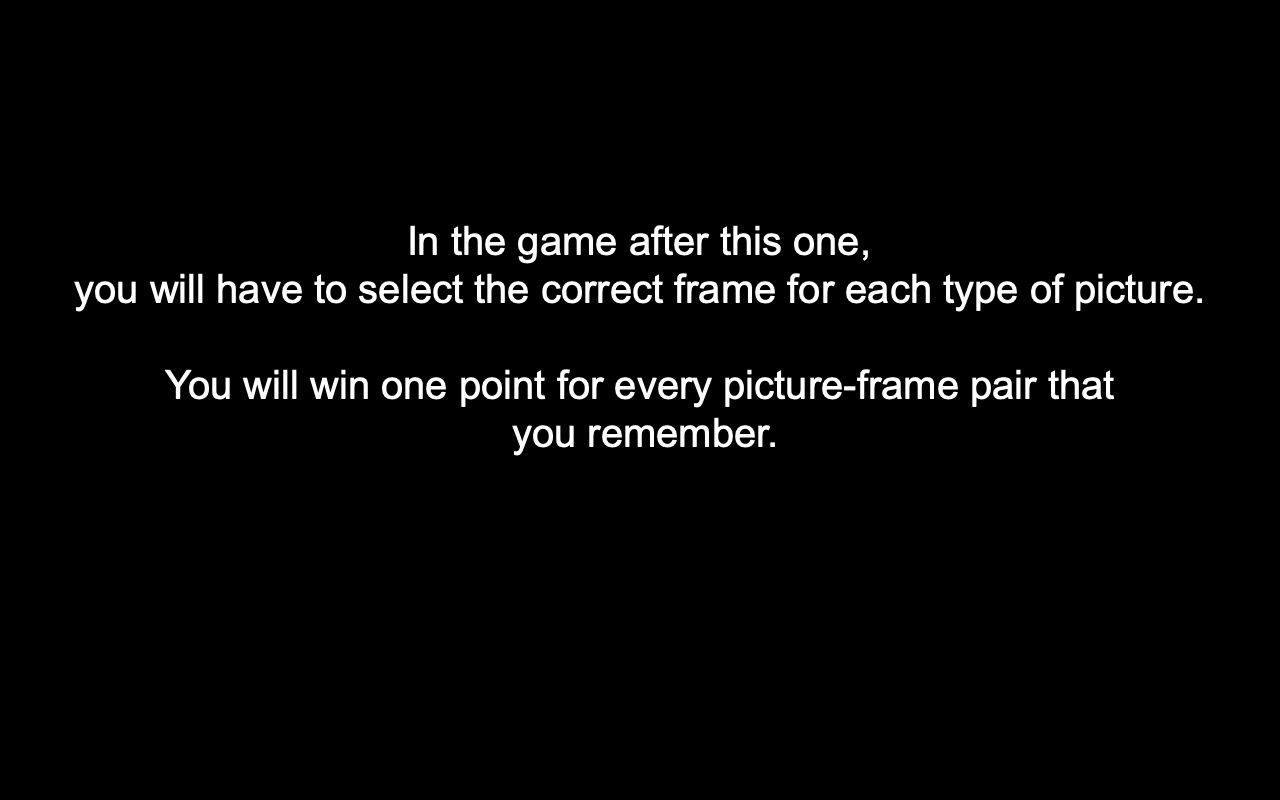 In the game after this one,
you will have to select the correct frame for each type of picture.
You will win one point for every picture-frame pair that
you remember.